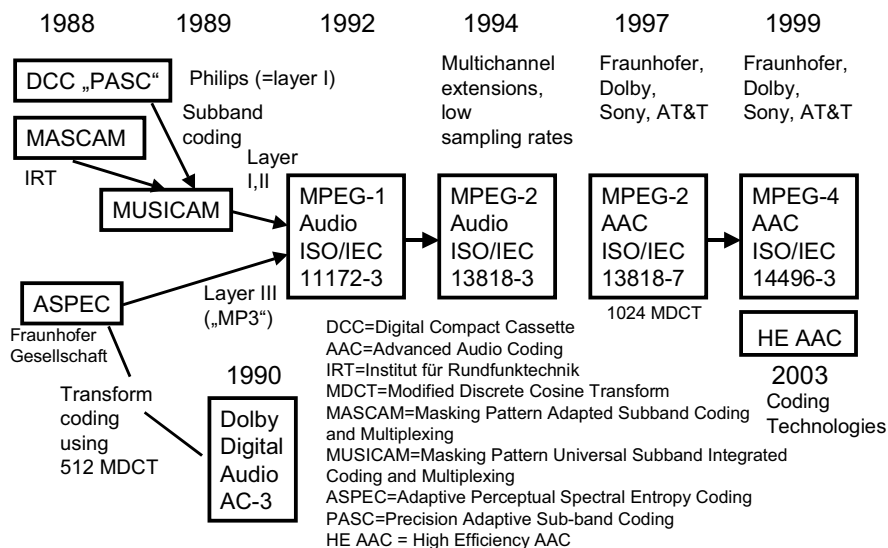 1988 1989 1992 1994 1997 1999
DCC „PASC“
Philips (=layer I)
Subband
coding
MASCAM
IRT
MUSICAM
Layer
I,II
MPEG-1
Audio
ISO/IEC
11172-3
Multichannel
extensions,
low
sampling rates
MPEG-2
Audio
ISO/IEC
13818-3
Fraunhofer,
Dolby,
Sony, AT&T
MPEG-2
AAC
ISO/IEC
13818-7
1024 MDCT
Fraunhofer,
Dolby,
Sony, AT&T
MPEG-4
AAC
ISO/IEC
14496-3
HE AAC
2003
Coding
Technologies
ASPEC
Fraunhofer
Gesellschaft
Layer III
(„MP3“)
Transform
coding
using
512 MDCT
1990
Dolby
Digital
Audio
AC-3
DCC=Digital Compact Cassette
AAC=Advanced Audio Coding
IRT=Institut für Rundfunktechnik
MDCT=Modified Discrete Cosine Transform
MASCAM=Masking Pattern Adapted Subband Coding
and Multiplexing
MUSICAM=Masking Pattern Universal Subband Integrated
Coding and Multiplexing
ASPEC=Adaptive Perceptual Spectral Entropy Coding
PASC=Precision Adaptive Sub-band Coding
HE AAC = High Efficiency AAC